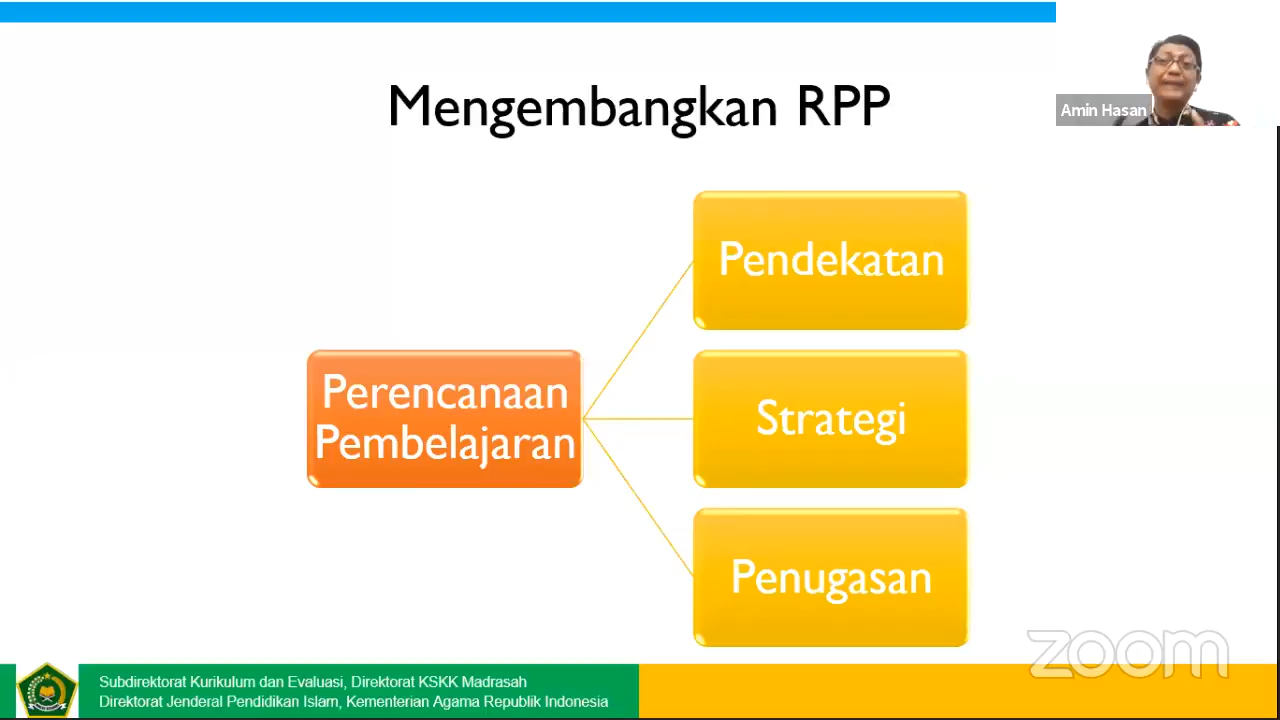 Mengembangkan RPP
Amin Hasan
Perencanaan
Pembelajaran
Pendekatan
Strategi
Penugasan
zoom
Subdirektorat Kurikulum dan Evaluasi, Direktorat KSKK Madrasah
Direktorat Jenderal Pendidikan Islam, Kementerian Agama Republik Indonesia